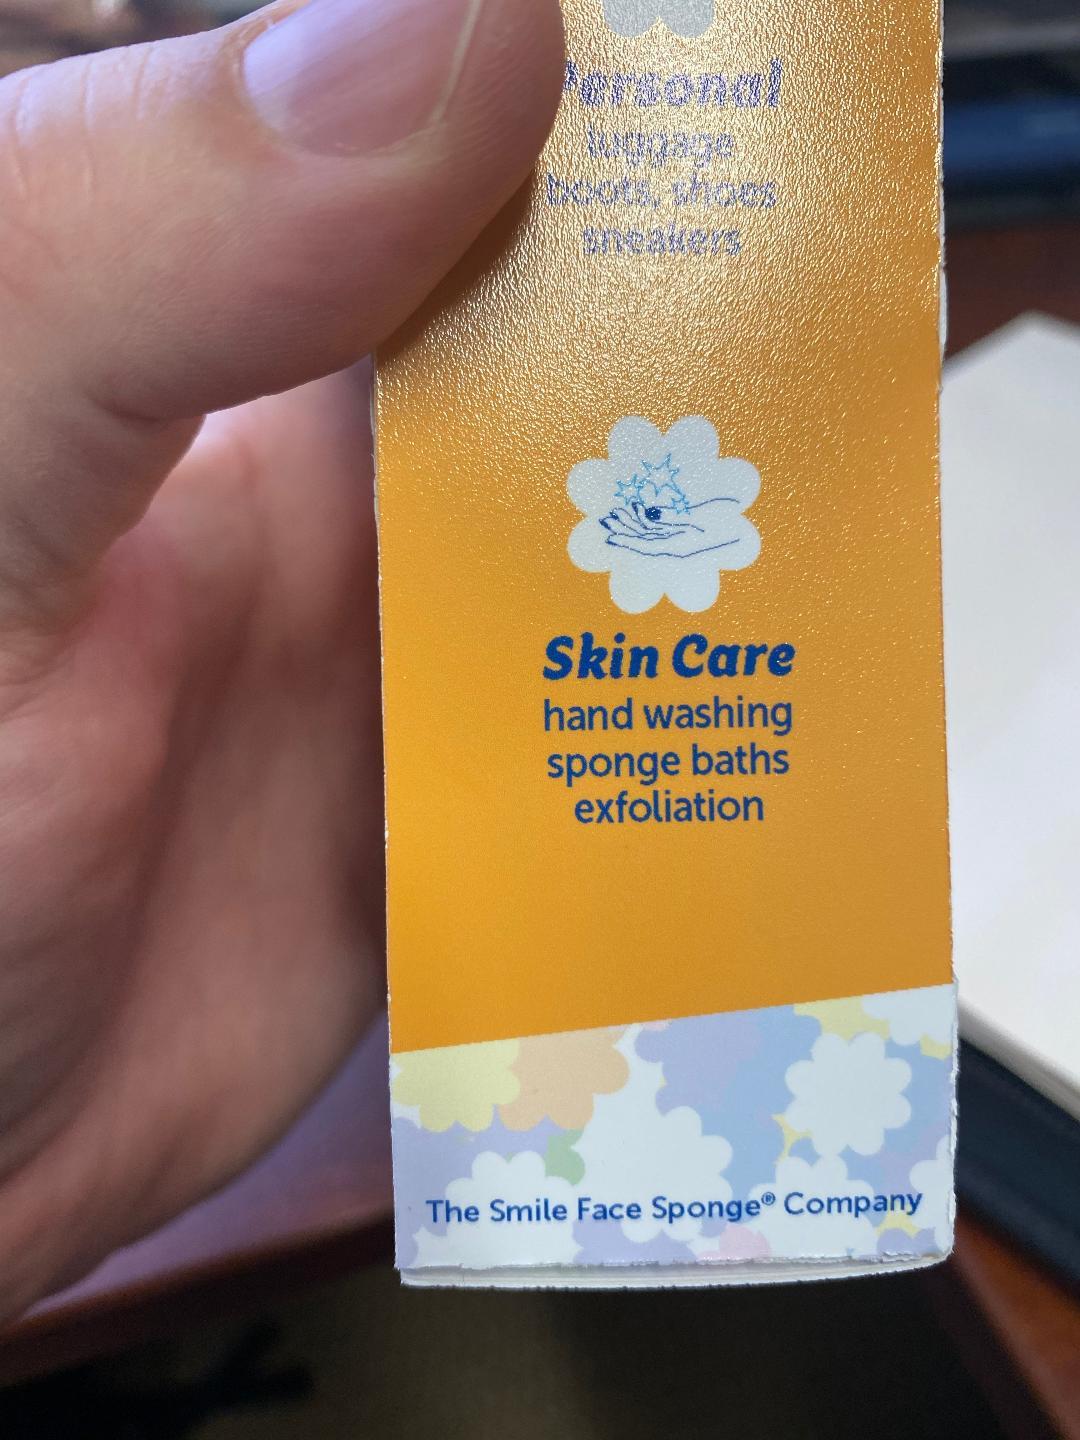 Personal
luggage
boots, shoes
sneakers
Skin Care
hand washing
sponge baths
exfoliation
The Smile Face Sponge® Company